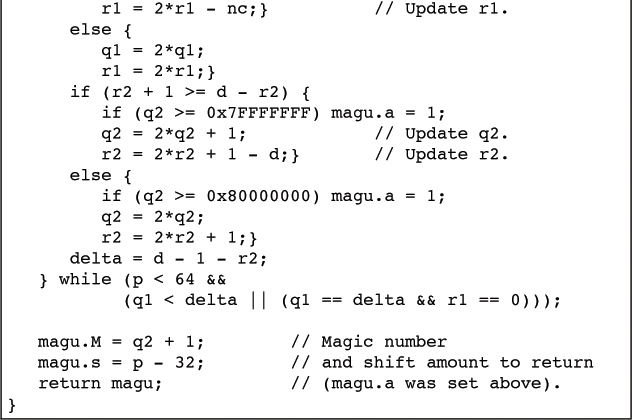 r1 = 2*r1 - nc;} // Update r1.
else {
q1 = 2*q1;
r1 = 2*r1;}
if (r2 + 1 >= d - r2) {
if (q2 >= 0x7FFFFFFF) magu.a = 1;
q2 = 2*q2 + 1; // Update q2.
r2 = 2*r2 + 1 - d;} // Update r2.
else {
if (q2 >= 0x80000000) magu.a = 1;
q2 = 2*q2;
r2 = 2*r2 + 1;}
delta = d - 1 - r2;
} while (p < 64 &&
(q1 < delta || (q1 == delta && r1 == 0)));
magu.M = q2 + 1; // Magic number
magu.s = p - 32; // and shift amount to return
return magu; // (magu.a was set above).
}